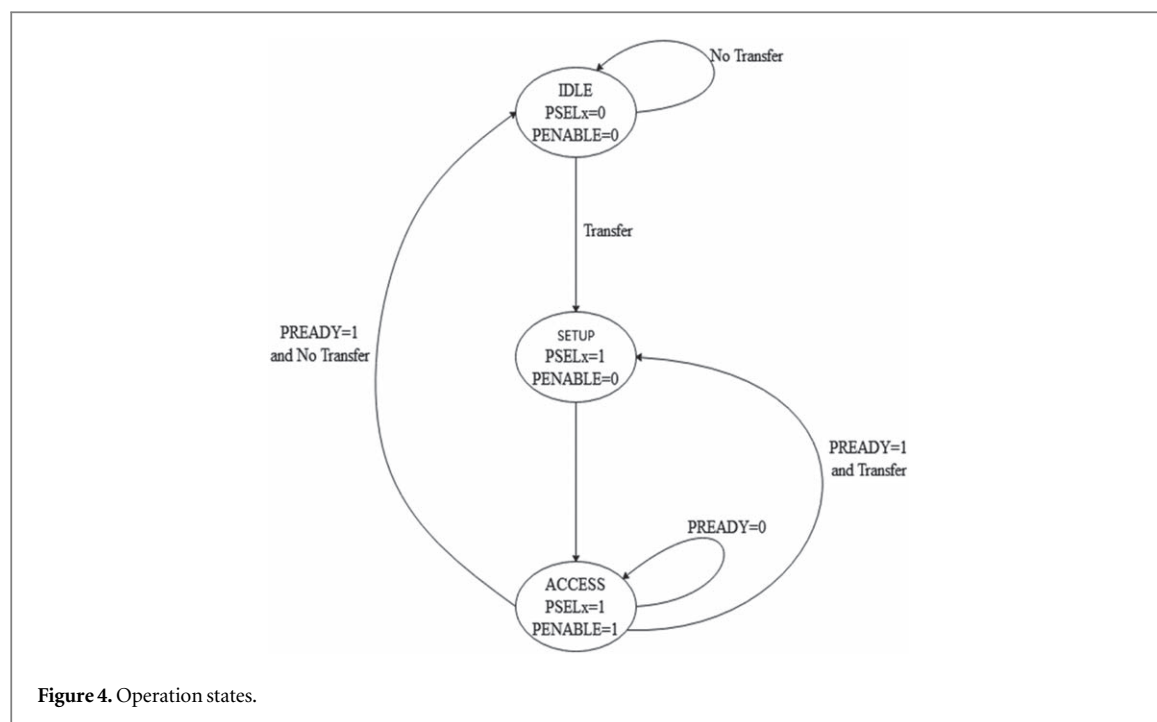 No Transfer
IDLE
PSELx=0
PENABLE=0
Transfer
SETUP
PSELx=1
PENABLE=0
PREADY=1
and No Transfer
PREADY=1
and Transfer
PREADY=0
ACCESS
PSELx=1
PENABLE=1
Figure 4. Operation states.